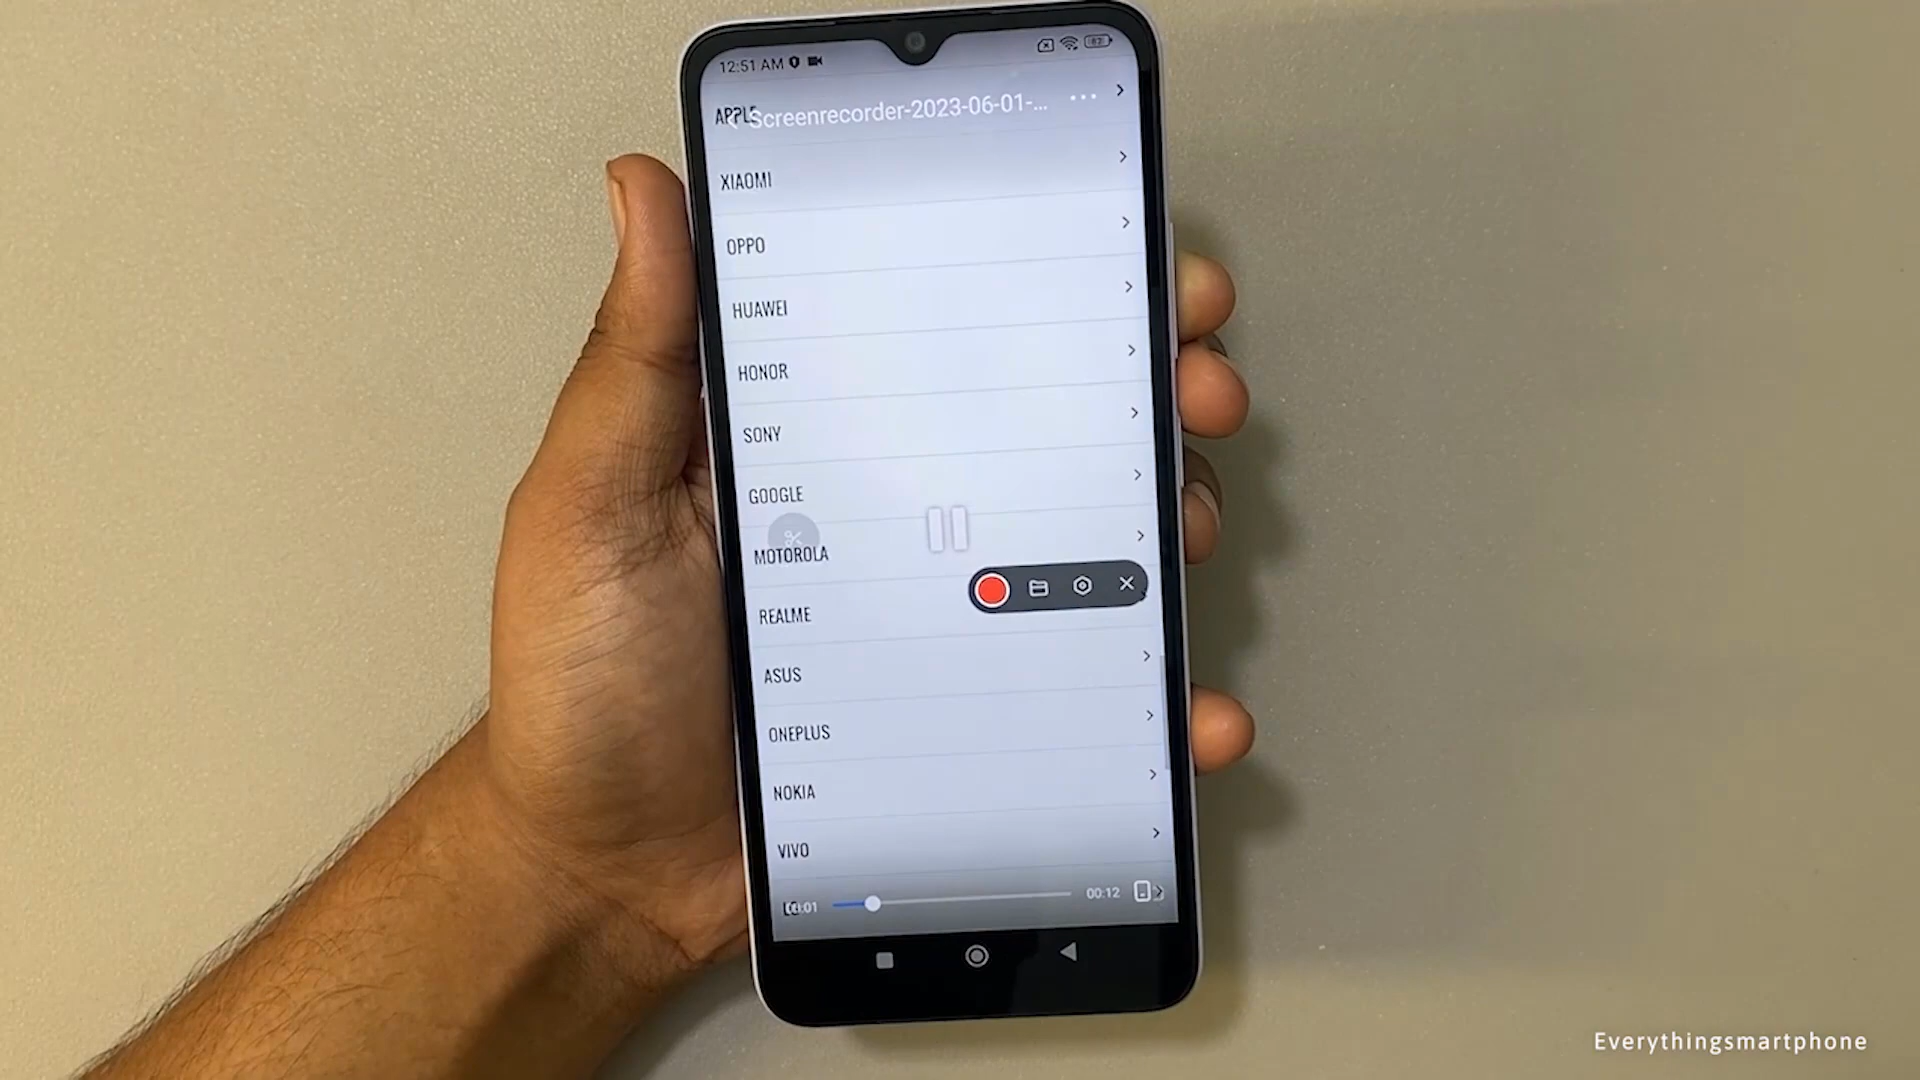 12:51 AM
82
APPLE
Screenrecorder-2023-06-01-...
XIAOMI
OPPO
HUAWEI
HONOR
SONY
GOOGLE
MOTOROLA
REALME
ASUS
ONEPLUS
NOKIA
VIVO
00:12
Everythingsmartphone